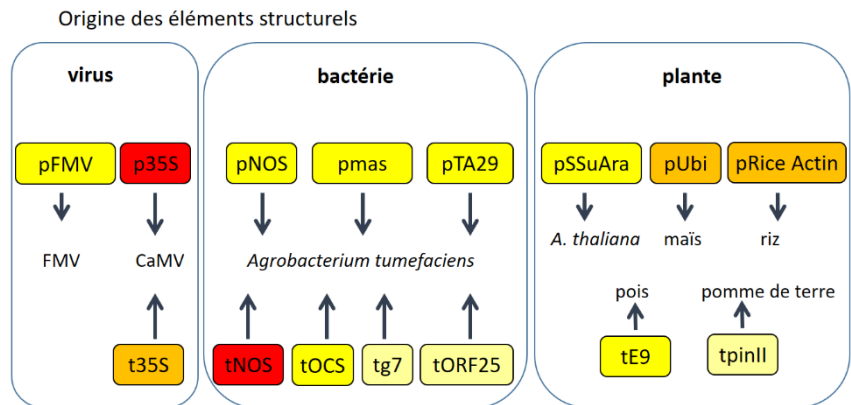 Origine des éléments structurels
virus
bactérie
plante
pFMV
p35S
pNOS
pmas
pTA29
pSSuAra
pUbi
pRice Actin
FMV
CaMV
Agrobacterium tumefaciens
A. thaliana
maïs
riz
pois
pomme de terre
t35S
tNOS
tOCS
tg7
tORF25
tE9
tpinII